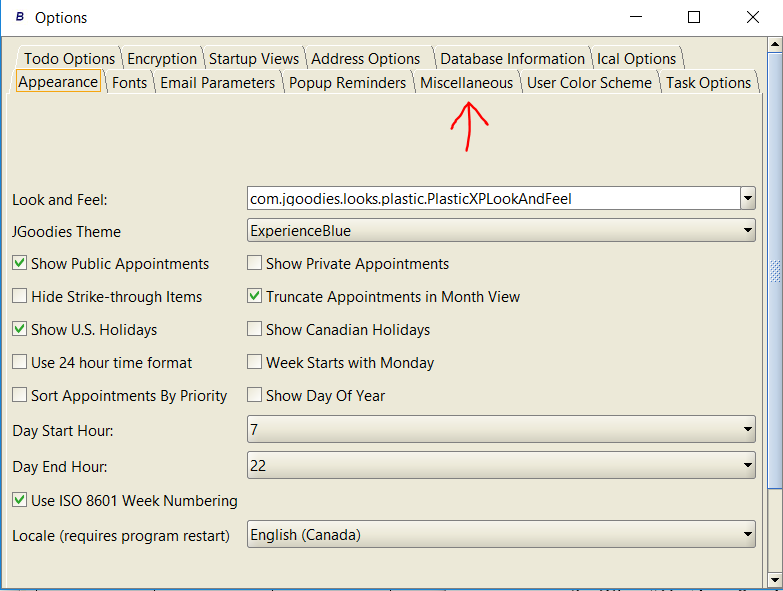 B Options
Todo Options Encryption Startup Views Address Options Database Information Ical Options
Appearance Fonts Email Parameters Popup Reminders Miscellaneous User Color Scheme Task Options
Look and Feel: com.jgoodies.looks.plastic.PlasticXPLookAndFeel
JGoodies Theme ExperienceBlue
Show Public Appointments Show Private Appointments
Hide Strike-through Items Truncate Appointments in Month View
Show U.S. Holidays Show Canadian Holidays
Use 24 hour time format Week Starts with Monday
Sort Appointments By Priority Show Day Of Year
Day Start Hour: 7
Day End Hour: 22
Use ISO 8601 Week Numbering
Locale (requires program restart) English (Canada)